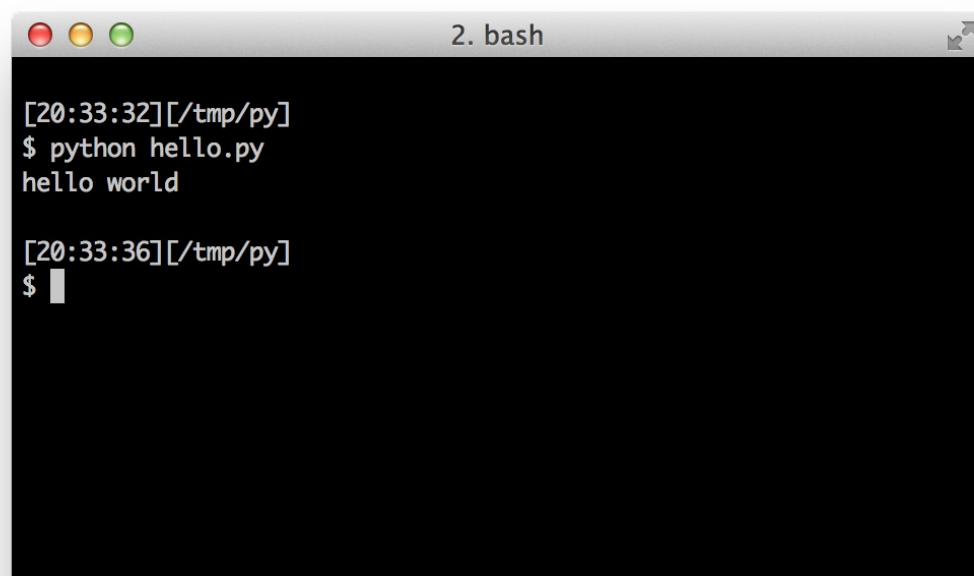 2. bash
[20:33:32][/tmp/py]
$ python hello.py
hello world
[20:33:36][/tmp/py]
$